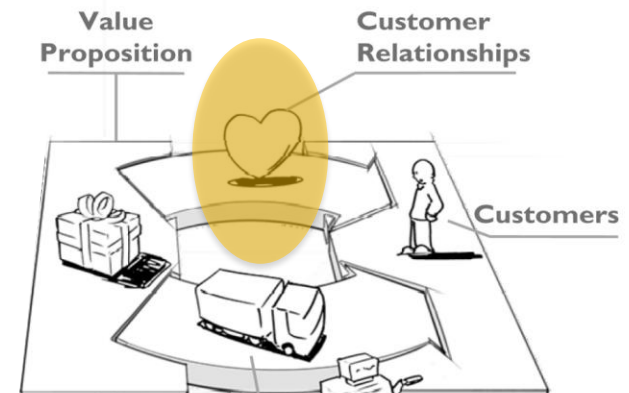 Value
Proposition
Customer
Relationships
Customers